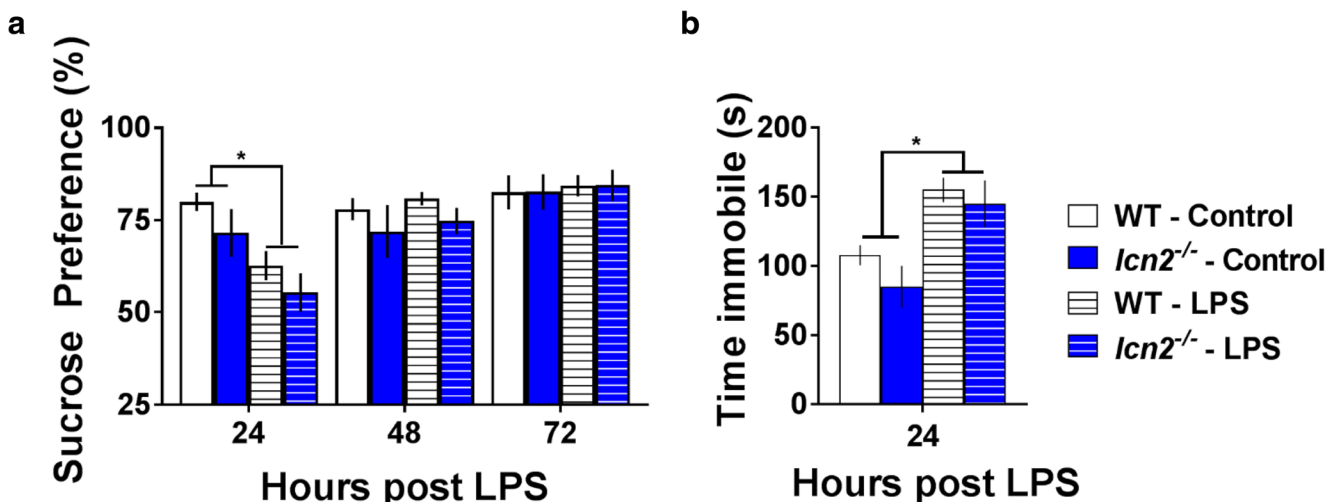 a
Sucrose Preference (%)
100
75
50
25
*
24 48 72
Hours post LPS
b
Time immobile (s)
200
150
100
50
0
*
24
Hours post LPS
WT - Control
lcn2-/- - Control
WT - LPS
lcn2-/- - LPS